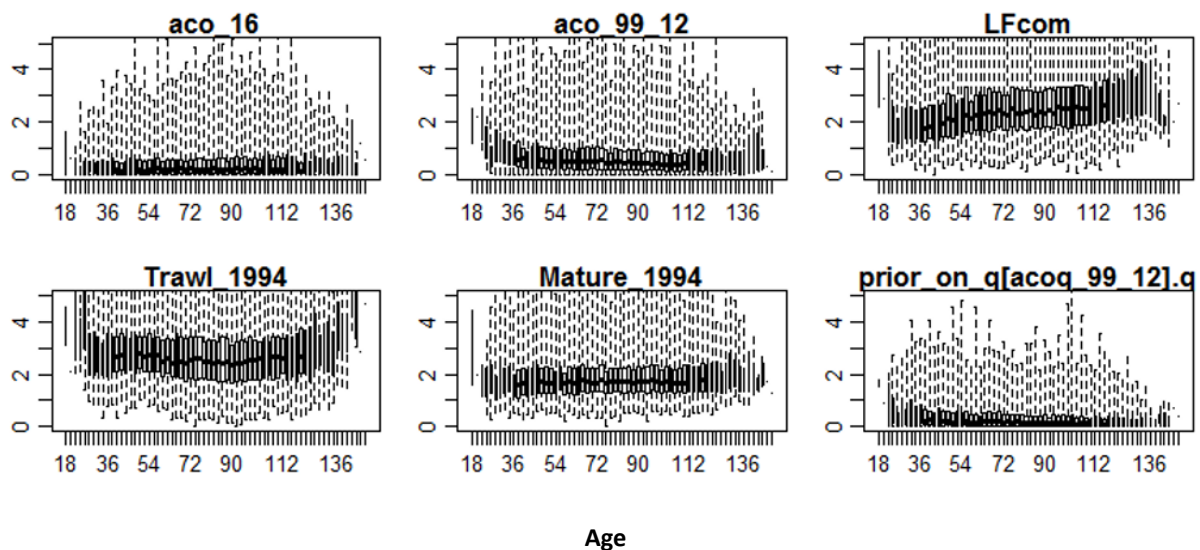 aco_16 aco_99_12 LFcom
4 4 4
2 2 2
0 0 0
18 36 54 72 90 112 136 18 36 54 72 90 112 136 18 36 54 72 90 112 136
Trawl_1994 Mature_1994 prior_on_q[acoq_99_12].q
4 4 4
2 2 2
0 0 0
18 36 54 72 90 112 136 18 36 54 72 90 112 136 18 36 54 72 90 112 136
Age